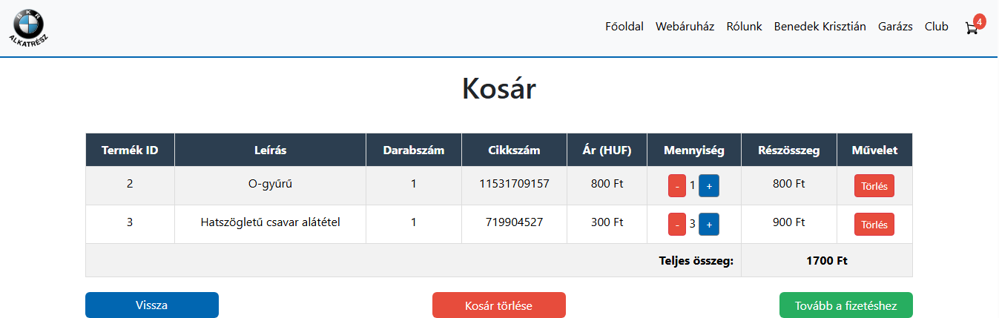 BKR
ALKATRÉSZ
Főoldal Webáruház Rólunk Benedek Krisztián Garázs Club 4
Kosár
Termék ID Leírás Darabszám Cikkszám Ár (HUF) Mennyiség Részösszeg Művelet
2 O-gyűrű 1 11531709157 800 Ft - 1 + 800 Ft Törlés
3 Hatszögletű csavar alátétel 1 719904527 300 Ft - 3 + 900 Ft Törlés
Teljes összeg: 1700 Ft
Vissza Kosár törlése Tovább a fizetéshez